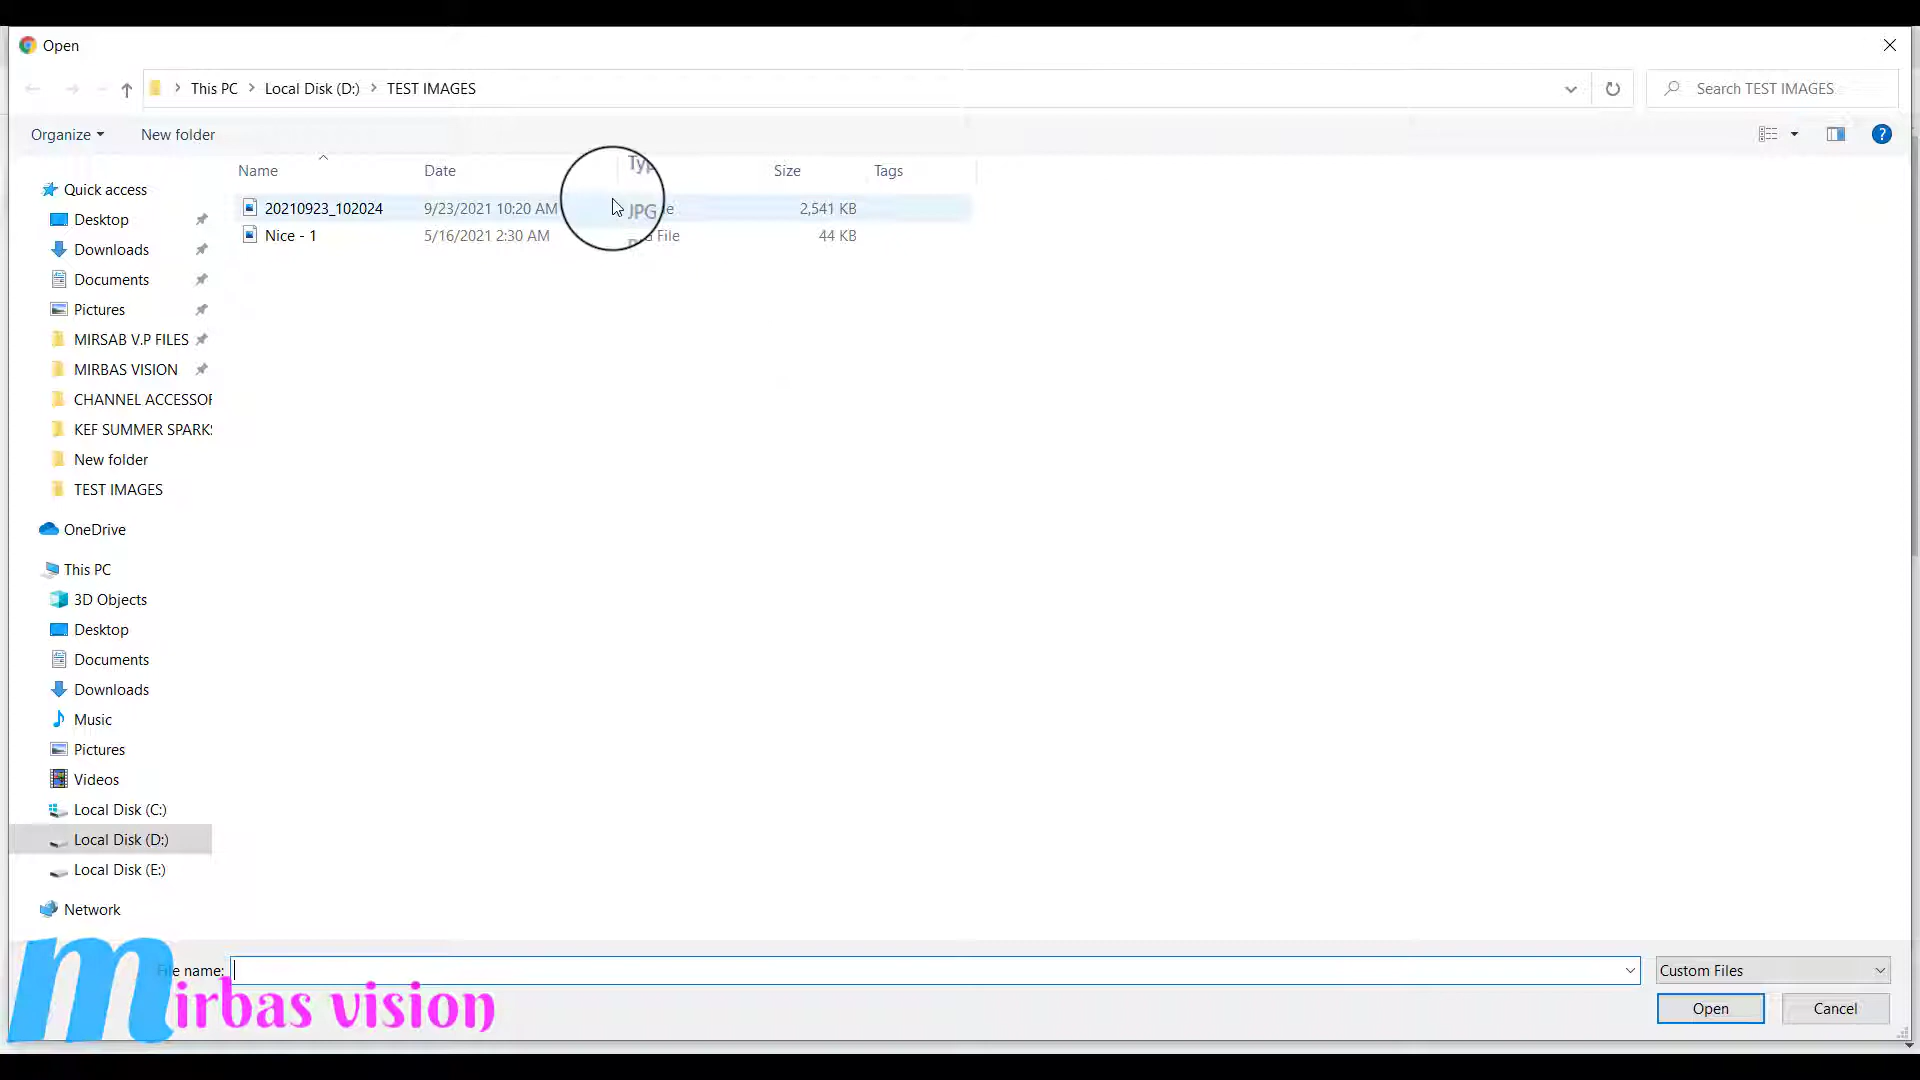 Open
This PC > Local Disk (D:) > TEST IMAGES
Search TEST IMAGES
Organize
New folder
Name Date Size Tags
20210923_102024 9/23/2021 10:20 AM JPG 2,541 KB
Nice - 1 5/16/2021 2:30 AM File 44 KB
Quick access
Desktop
Downloads
Documents
Pictures
MIRSAB V.P FILES
MIRBAS VISION
CHANNEL ACCESSOR
KEF SUMMER SPARKS
New folder
TEST IMAGES
OneDrive
This PC
3D Objects
Desktop
Documents
Downloads
Music
Pictures
Videos
Local Disk (C:)
Local Disk (D:)
Local Disk (E:)
Network
File name:
Custom Files
Open Cancel
Mirbas vision